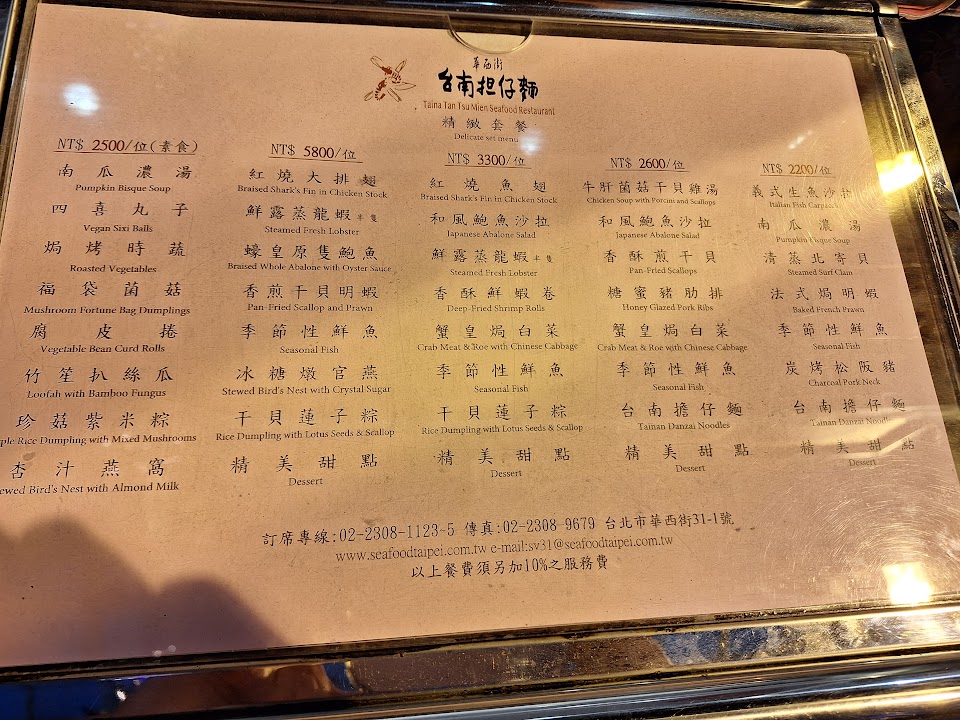 華西街
台南担仔麵
Taina Tan Tsu Mien Seafood Restaurant
精緻套餐
Delicate set menu
NT$ 2500/位(素食)
南瓜濃湯
Pumpkin Bisque Soup
四喜丸子
Vegan Sixi Balls
焗烤時蔬
Roasted Vegetables
福袋菌菇
Mushroom Fortune Bag Dumplings
腐皮捲
Vegetable Bean Curd Rolls
竹笙扒絲瓜
Loofah with Bamboo Fungus
珍菇紫米粽
ple Rice Dumpling with Mixed Mushrooms
杏汁燕窩
ewed Bird's Nest with Almond Milk
NT$ 5800/位
紅燒大排翅
Braised Shark's Fin in Chicken Stock
鮮露蒸龍蝦半隻
Steamed Fresh Lobster
蠔皇原隻鮑魚
Braised Whole Abalone with Oyster Sauce
香煎干貝明蝦
Pan-Fried Scallop and Prawn
季節性鮮魚
Seasonal Fish
冰糖燉官燕
Stewed Bird's Nest with Crystal Sugar
干貝蓮子粽
Rice Dumpling with Lotus Seeds & Scallop
精美甜點
Dessert
NT$ 3300/位
紅燒魚翅
Braised Shark's Fin in Chicken Stock
和風鮑魚沙拉
Japanese Abalone Salad
鮮露蒸龍蝦半隻
Steamed Fresh Lobster
香酥鮮蝦卷
Deep-Fried Shrimp Rolls
蟹皇焗白菜
Crab Meat & Roe with Chinese Cabbage
季節性鮮魚
Seasonal Fish
干貝蓮子粽
Rice Dumpling with Lotus Seeds & Scallop
精美甜點
Dessert
NT$ 2600/位
牛肝菌菇干貝雞湯
Chicken Soup with Porcini and Scallops
和風鮑魚沙拉
Japanese Abalone Salad
香酥煎干貝
Pan-Fried Scallops
糖蜜豬肋排
Honey Glazed Pork Ribs
蟹皇焗白菜
Crab Meat & Roe with Chinese Cabbage
季節性鮮魚
Seasonal Fish
台南擔仔麵
Tainan Danzai Noodles
精美甜點
Dessert
NT$ 2200/位
義式生魚沙拉
Italian Fish Carpaccio
南瓜濃湯
Pumpkin Bisque Soup
清蒸北寄貝
Steamed Surf Clam
法式焗明蝦
Baked French Prawn
季節性鮮魚
Seasonal Fish
炭烤松阪豬
Charcoal Pork Neck
台南擔仔麵
Tainan Danzai Noodles
精美甜點
Dessert
訂席專線:02-2308-1123-5 傳真:02-2308-9679 台北市華西街31-1號
www.seafoodtaipei.com.tw e-mail:sv31@seafoodtaipei.com.tw
以上餐費須另加10%之服務費